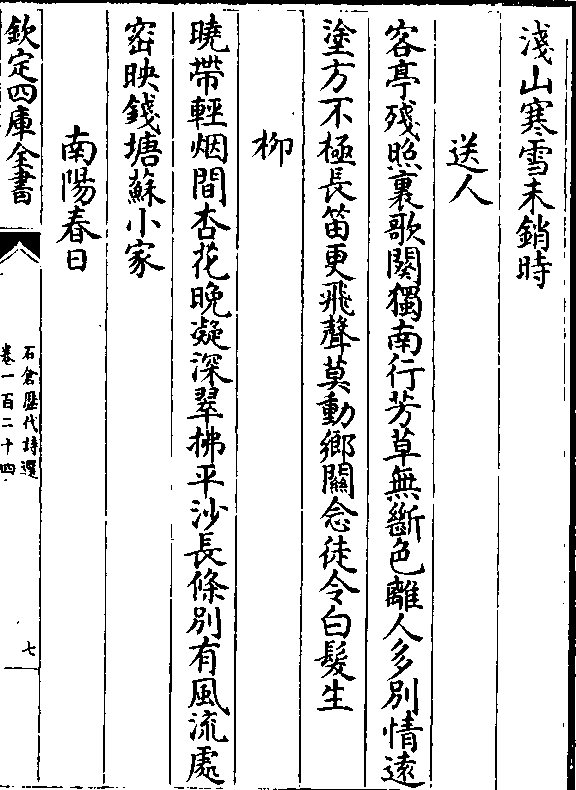 淺山寒雪未銷時
送人
客亭殘照裏歌闋獨南行芳草無斷色離人多別情遠
塗方不極長笛更飛聲莫動鄉關念徒令白髮生
柳
曉帶輕烟間杏花晚凝深翠拂平沙長條別有風流處
宻映錢塘蘇小家
南陽春日
欽定四庫全書
石倉歴代詩選
卷一百二十四
七